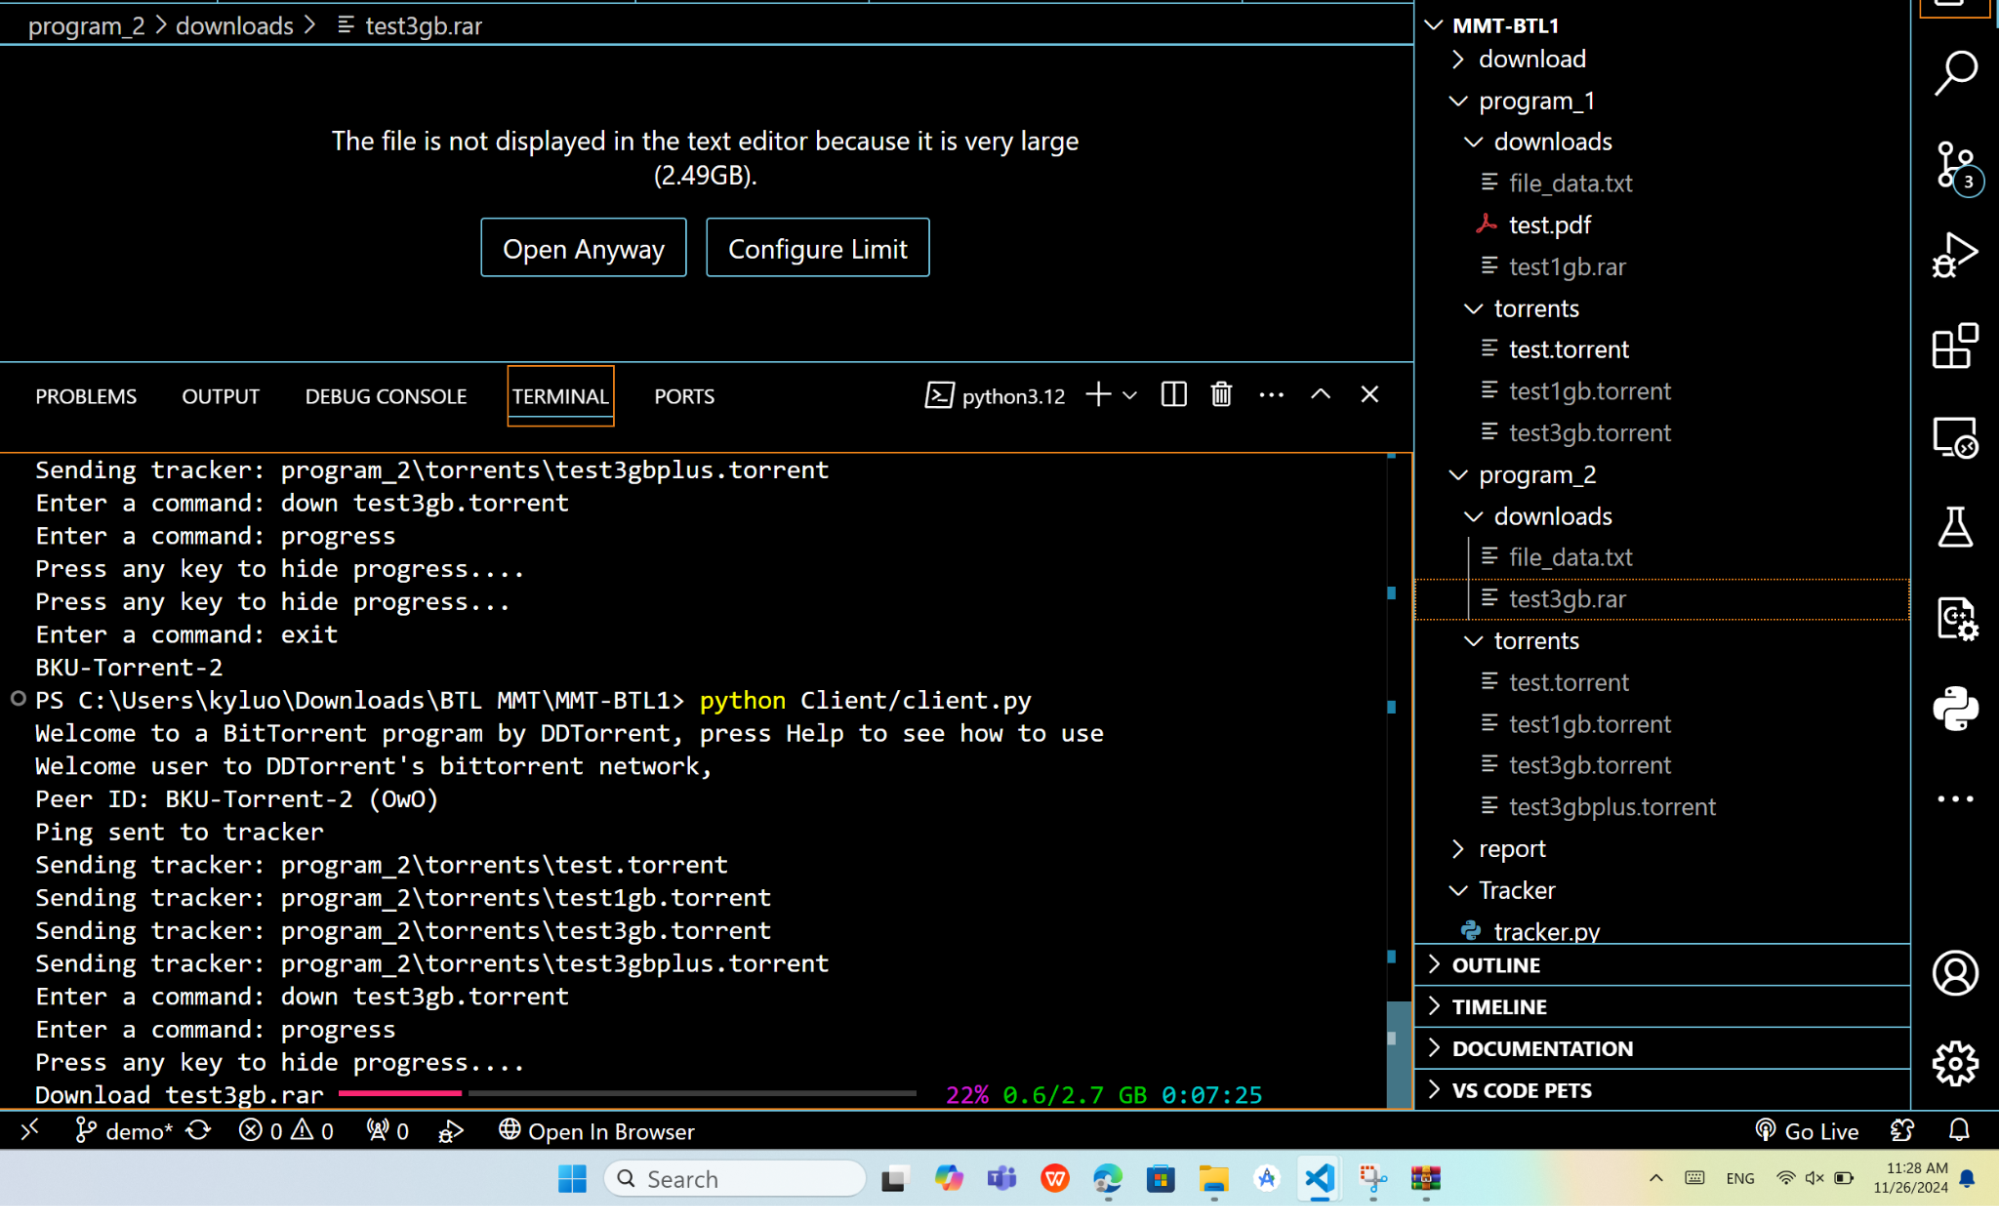 program_2 > downloads > test3gb.rar
The file is not displayed in the text editor because it is very large
(2.49GB).
Open Anyway
Configure Limit
PROBLEMS
OUTPUT
DEBUG CONSOLE
TERMINAL
PORTS
python3.12
Sending tracker: program_2\torrents\test3gbplus.torrent
Enter a command: down test3gb.torrent
Enter a command: progress
Press any key to hide progress....
Press any key to hide progress...
Enter a command: exit
BKU-Torrent-2
PS C:\Users\kyluo\Downloads\BTL MMT\MMT-BTL1> python Client/client.py
Welcome to a BitTorrent program by DDTorrent, press Help to see how to use
Welcome user to DDTorrent's bittorrent network,
Peer ID: BKU-Torrent-2 (OwO)
Ping sent to tracker
Sending tracker: program_2\torrents\test.torrent
Sending tracker: program_2\torrents\test1gb.torrent
Sending tracker: program_2\torrents\test3gb.torrent
Sending tracker: program_2\torrents\test3gbplus.torrent
Enter a command: down test3gb.torrent
Enter a command: progress
Press any key to hide progress....
Download test3gb.rar 22% 0.6/2.7 GB 0:07:25
MMT-BTL1
download
program_1
downloads
file_data.txt
test.pdf
test1gb.rar
torrents
test.torrent
test1gb.torrent
test3gb.torrent
program_2
downloads
file_data.txt
test3gb.rar
torrents
test.torrent
test1gb.torrent
test3gb.torrent
test3gbplus.torrent
report
Tracker
tracker.py
OUTLINE
TIMELINE
DOCUMENTATION
VS CODE PETS
3
demo*
0
0
0
Open In Browser
Go Live
Search
ENG
11:28 AM
11/26/2024